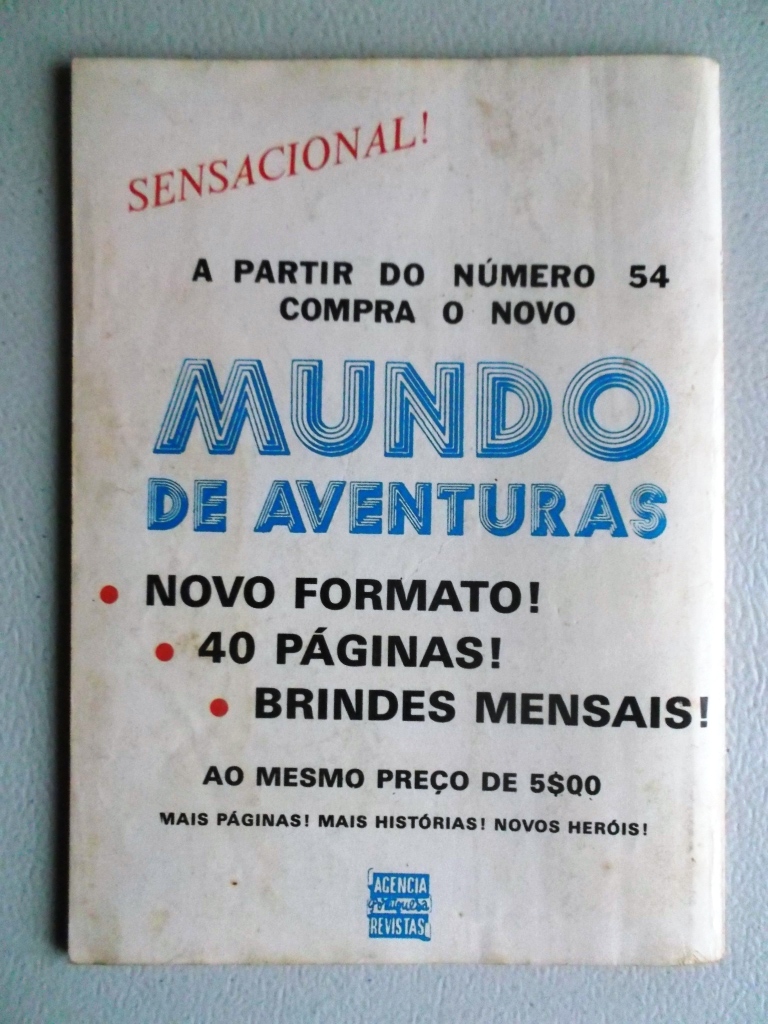 SENSACIONAL!
A PARTIR DO NÚMERO 54
COMPRA O NOVO
MUNDO
DE AVENTURAS
• NOVO FORMATO!
• 40 PÁGINAS!
• BRINDES MENSAIS!
AO MESMO PREÇO DE 5$00
MAIS PÁGINAS! MAIS HISTÓRIAS! NOVOS HERÓIS!
AGENCIA
Portuguesa
REVISTAS